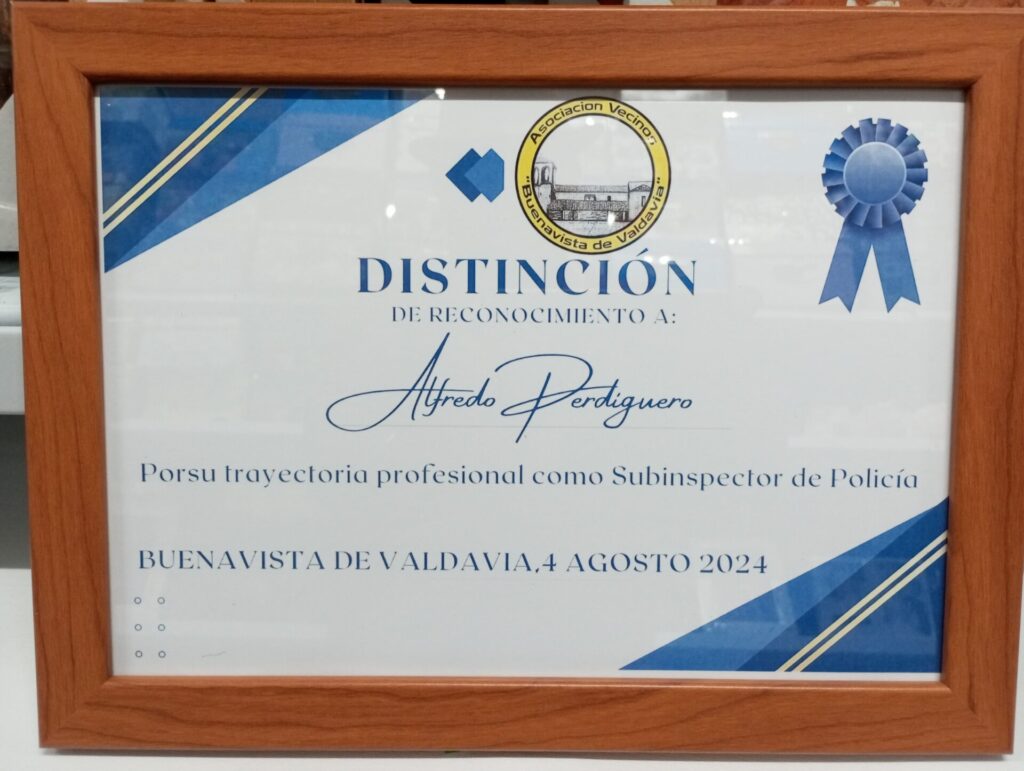 Asociacion Vecinos
"Buenavista de Valdavia"
DISTINCIÓN
DE RECONOCIMIENTO A:
Alfredo Perdiguero
Porsu trayectoria profesional como Subinspector de Policía
BUENAVISTA DE VALDAVIA,4 AGOSTO 2024